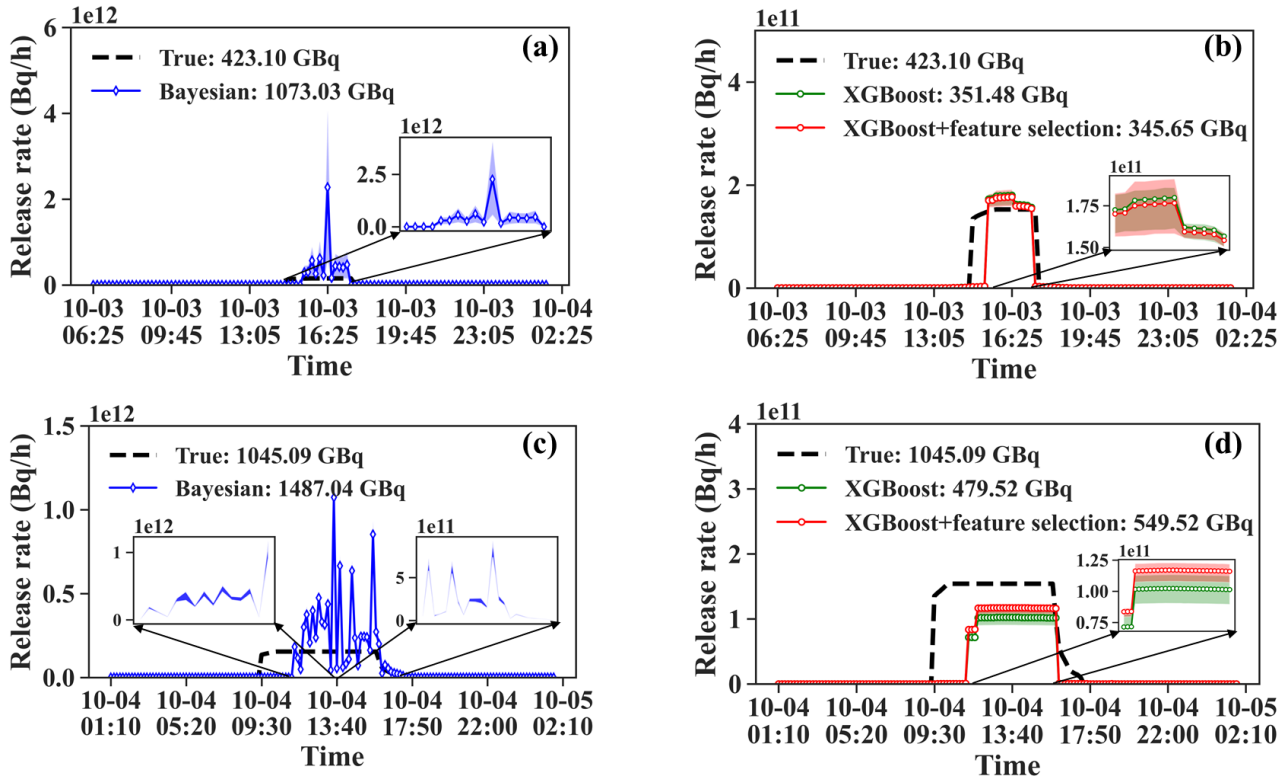 1e12
(a)
True: 423.10 GBq
Bayesian: 1073.03 GBq
Release rate (Bq/h)
6
4
2
0
1e12
2.5
0.0
10-03 10-03 10-03 10-03 10-03 10-03 10-04
06:25 09:45 13:05 16:25 19:45 23:05 02:25
Time
1e11
(b)
True: 423.10 GBq
XGBoost: 351.48 GBq
XGBoost+feature selection: 345.65 GBq
Release rate (Bq/h)
4
2
0
1e11
1.75
1.50
10-03 10-03 10-03 10-03 10-03 10-03 10-04
06:25 09:45 13:05 16:25 19:45 23:05 02:25
Time
1e12
(c)
True: 1045.09 GBq
Bayesian: 1487.04 GBq
Release rate (Bq/h)
1.5
1.0
0.5
0.0
1e12
1
0
1e11
5
0
10-04 10-04 10-04 10-04 10-04 10-04 10-05
01:10 05:20 09:30 13:40 17:50 22:00 02:10
Time
1e11
(d)
True: 1045.09 GBq
XGBoost: 479.52 GBq
XGBoost+feature selection: 549.52 GBq
Release rate (Bq/h)
4
3
2
1
0
1e11
1.25
1.00
0.75
10-04 10-04 10-04 10-04 10-04 10-04 10-05
01:10 05:20 09:30 13:40 17:50 22:00 02:10
Time